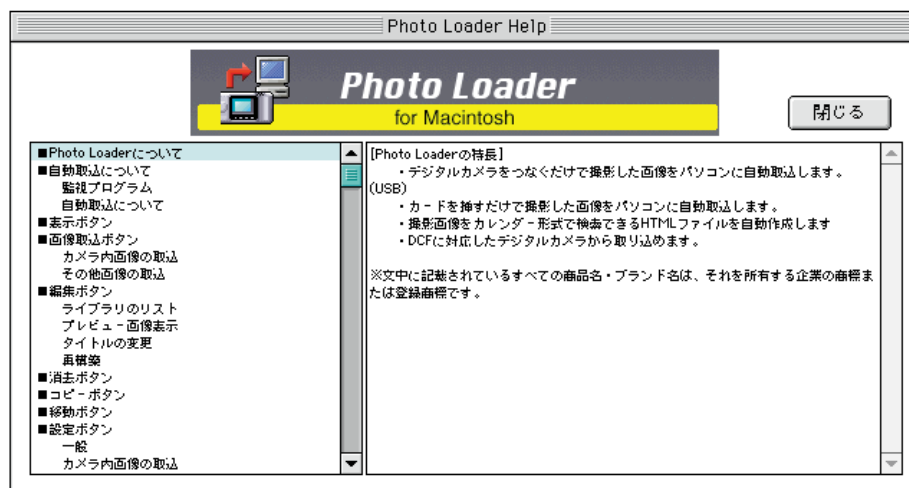 Photo Loader Help
Photo Loader
for Macintosh
閉じる
■Photo Loaderについて
■自動取込について
監視プログラム
自動取込について
■表示ボタン
■画像取込ボタン
カメラ内画像の取込
その他画像の取込
■編集ボタン
ライブラリのリスト
プレビュー画像表示
タイトルの変更
再構築
■消去ボタン
■コピーボタン
■移動ボタン
■設定ボタン
一般
カメラ内画像の取込
[Photo Loaderの特長]
・デジタルカメラをつなぐだけで撮影した画像をパソコンに自動取込します。
(USB)
・カードを挿すだけで撮影した画像をパソコンに自動取込します。
・撮影画像をカレンダー形式で検索できるHTMLファイルを自動作成します
・DCFに対応したデジタルカメラから取り込めます。
※文中に記載されているすべての商品名・ブランド名は、それを所有する企業の商標ま
たは登録商標です。